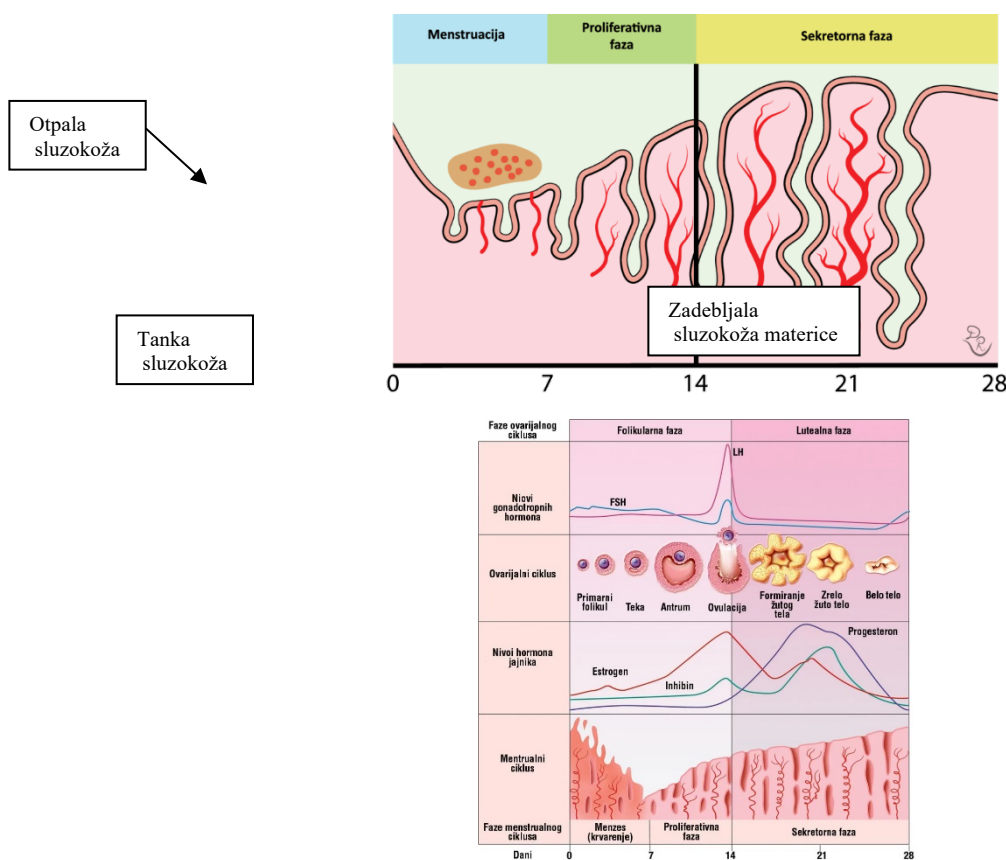 Menstruacija
Proliferativna
faza
Sekretorna faza
Otpala
sluzokoža
Tanka
sluzokoža
Zadebljala
sluzokoža materice
DR
0 7 14 21 28
Faze ovarijalnog
ciklusa
Folikularna faza
Lutealna faza
Niovi
gonadotropnih
hormona
FSH
LH
Ovarijalni ciklus
Primarni
folikul
Teka
Antrum
Ovulacija
Formiranje
žutog
tela
Zrelo
žuto telo
Belo telo
Nivoi hormona
jajnika
Estrogen
Inhibin
Progesteron
Mentrualni
ciklus
Faze menstrualnog
ciklusa
Menzes
(krvarenje)
Proliferativna
faza
Sekretorna faza
Dani 0 7 14 21 28